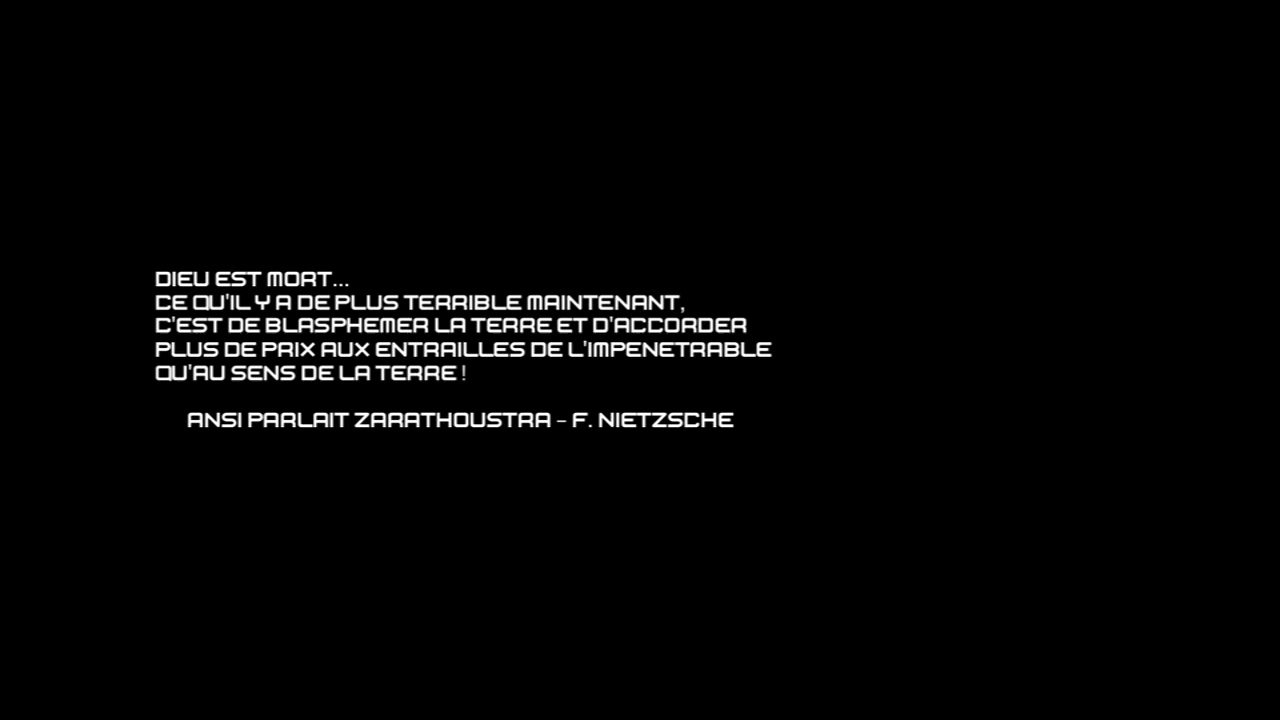 DIEU EST MORT...
CE QU'IL Y A DE PLUS TERRIBLE MAINTENANT,
C'EST DE BLASPHEMER LA TERRE ET D'ACCORDER
PLUS DE PRIX AUX ENTRAILLES DE L'IMPENETRABLE
QU'AU SENS DE LA TERRE !
ANSI PARLAIT ZARATHOUSTRA - F. NIETZSCHE